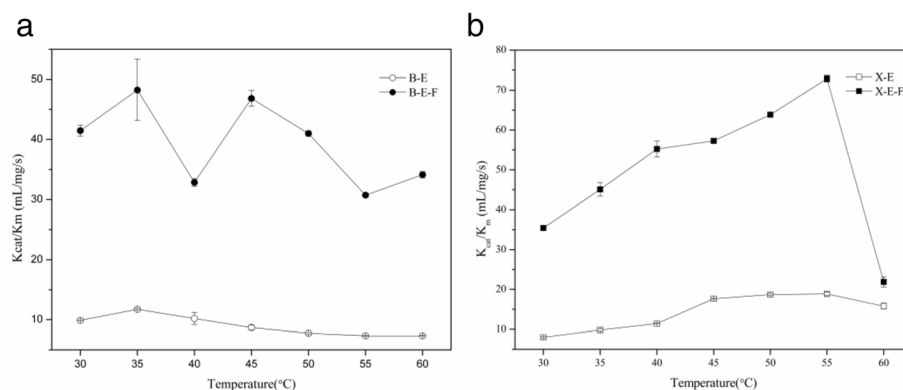 a
50
40
30
20
10
Kcat/Km (mL/mg/s)
B-E
B-E-F
30 35 40 45 50 55 60
Temperature(°C)
b
80
70
60
50
40
30
20
10
Kcat/Km (mL/mg/s)
X-E
X-E-F
30 35 40 45 50 55 60
Temperature(°C)